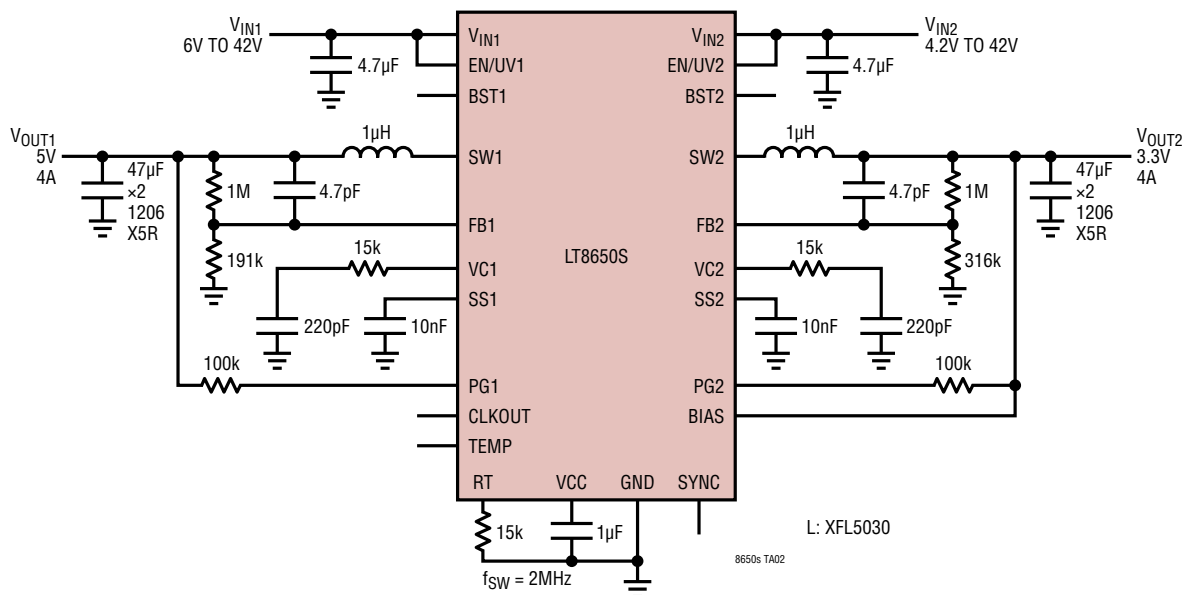 VIN1
6V TO 42V
4.7µF
VIN1
EN/UV1
BST1
VIN2
EN/UV2
BST2
4.7µF
VIN2
4.2V TO 42V
VOUT1
5V
4A
47µF
×2
1206
X5R
1M
4.7pF
1µH
SW1
191k
FB1
15k
VC1
SS1
220pF
10nF
100k
PG1
CLKOUT
TEMP
LT8650S
SW2
1µH
4.7pF
1M
47µF
×2
1206
X5R
VOUT2
3.3V
4A
FB2
316k
VC2
15k
SS2
10nF
220pF
PG2
100k
BIAS
RT
VCC
GND
SYNC
15k
1µF
fSW = 2MHz
L: XFL5030
8650s TA02